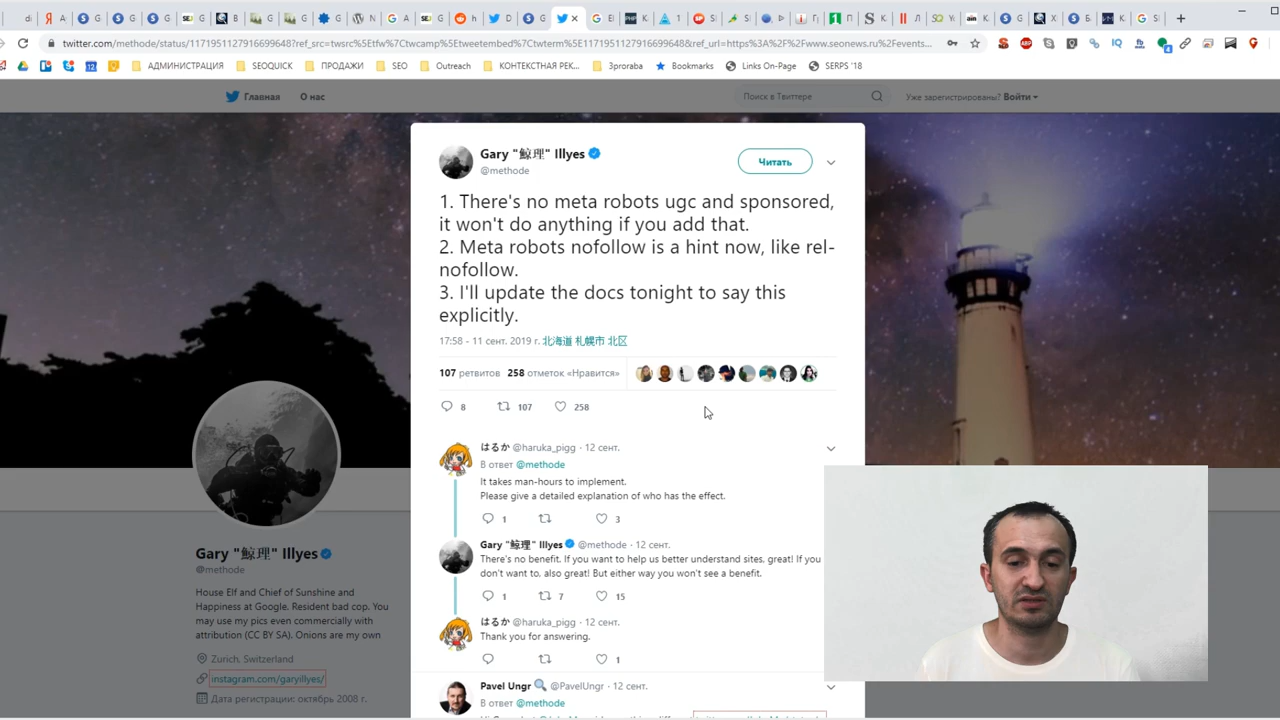 twitter.com/methode/status/1171951127916699648?ref_src=twsrc%5Etfw%7Ctwcamp%5Etweetembed%7Ctwterm%5E1171951127916699648&ref_url=https%3A%2F%2Fwww.seonews.ru%2Fevents...
АДМИНИСТРАЦИЯ SEOQUICK ПРОДАЖИ SEO Outreach КОНТЕКСТНАЯ РЕК... 3proraba Bookmarks Links On-Page SERPS '18
Главная О нас Поиск в Твиттере Уже зарегистрированы? Войти
Gary "鯨理" Illyes
@methode
Читать
1. There's no meta robots ugc and sponsored,
it won't do anything if you add that.
2. Meta robots nofollow is a hint now, like rel-
nofollow.
3. I'll update the docs tonight to say this
explicitly.
17:58 - 11 сент. 2019 г. 北海道 札幌市 北区
107 ретвитов 258 отметок «Нравится»
8 107 258
はるか @haruka_pigg · 12 сент.
В ответ @methode
It takes man-hours to implement.
Please give a detailed explanation of who has the effect.
1 3
Gary "鯨理" Illyes @methode · 12 сент.
There's no benefit. If you want to help us better understand sites, great! If you
don't want to, also great! But either way you won't see a benefit.
1 7 15
はるか @haruka_pigg · 12 сент.
Thank you for answering.
1
Pavel Ungr @PavelUngr · 12 сент.
В ответ @methode
Gary "鯨理" Illyes
@methode
House Elf and Chief of Sunshine and
Happiness at Google. Resident bad cop. You
may use my pics even commercially with
attribution (CC BY SA). Onions are my own
Zurich, Switzerland
instagram.com/garyillyes/
Дата регистрации: октябрь 2008 г.